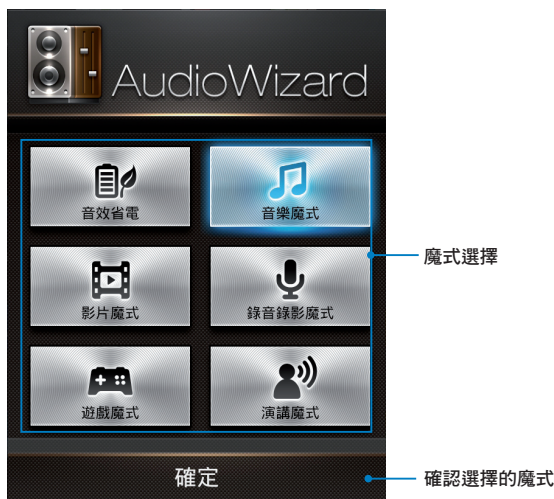 AudioWizard
音效省電
音樂魔式
影片魔式
錄音錄影魔式
遊戲魔式
演講魔式
魔式選擇
確定
確認選擇的魔式